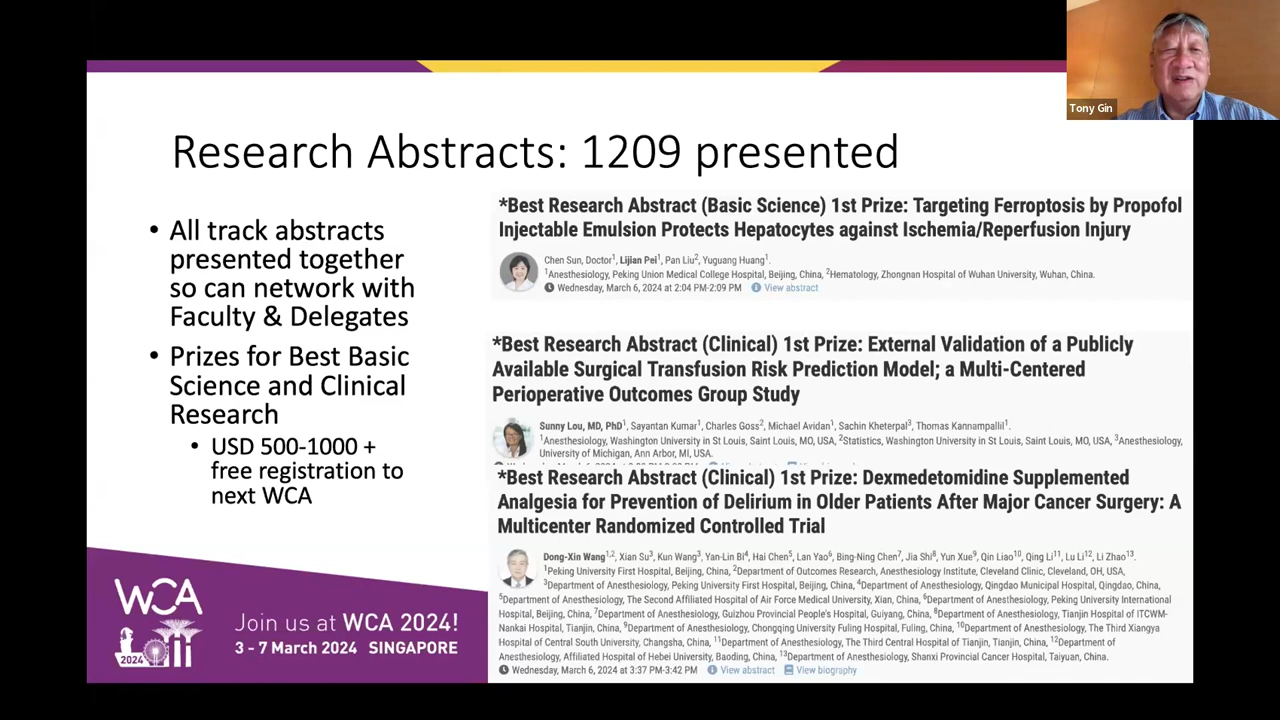 Tony Gin
Research Abstracts: 1209 presented
• All track abstracts
presented together
so can network with
Faculty & Delegates
• Prizes for Best Basic
Science and Clinical
Research
• USD 500-1000 +
free registration to
next WCA
*Best Research Abstract (Basic Science) 1st Prize: Targeting Ferroptosis by Propofol
Injectable Emulsion Protects Hepatocytes against Ischemia/Reperfusion Injury
Chen Sun, Doctor¹, Lijian Pei¹, Pan Liu², Yuguang Huang¹.
¹Anesthesiology, Peking Union Medical College Hospital, Beijing, China, ²Hematology, Zhongnan Hospital of Wuhan University, Wuhan, China.
Wednesday, March 6, 2024 at 2:04 PM-2:09 PM View abstract
*Best Research Abstract (Clinical) 1st Prize: External Validation of a Publicly
Available Surgical Transfusion Risk Prediction Model; a Multi-Centered
Perioperative Outcomes Group Study
Sunny Lou, MD, PhD¹, Sayantan Kumar¹, Charles Goss², Michael Avidan¹, Sachin Kheterpal³, Thomas Kannampallil¹.
¹Anesthesiology, Washington University in St Louis, Saint Louis, MO, USA, ²Statistics, Washington University in St Louis, Saint Louis, MO, USA, ³Anesthesiology,
University of Michigan, Ann Arbor, MI, USA.
*Best Research Abstract (Clinical) 1st Prize: Dexmedetomidine Supplemented
Analgesia for Prevention of Delirium in Older Patients After Major Cancer Surgery: A
Multicenter Randomized Controlled Trial
Dong-Xin Wang¹,², Xian Su³, Kun Wang³, Yan-Lin Bi⁴, Hai Chen⁵, Lan Yao⁶, Bing-Ning Chen⁷, Jia Shi⁸, Yun Xue⁹, Qin Liao¹⁰, Qing Li¹¹, Lu Li¹², Li Zhao¹³.
¹Peking University First Hospital, Beijing, China, ²Department of Outcomes Research, Anesthesiology Institute, Cleveland Clinic, Cleveland, OH, USA,
³Department of Anesthesiology, Peking University First Hospital, Beijing, China, ⁴Department of Anesthesiology, Qingdao Municipal Hospital, Qingdao, China,
⁵Department of Anesthesiology, The Second Affiliated Hospital of Air Force Medical University, Xian, China, ⁶Department of Anesthesiology, Peking University International
Hospital, Beijing, China, ⁷Department of Anesthesiology, Guizhou Provincial People's Hospital, Guiyang, China, ⁸Department of Anesthesiology, Tianjin Hospital of ITCWM-
Nankai Hospital, Tianjin, China, ⁹Department of Anesthesiology, Chongqing University Fuling Hospital, Fuling, China, ¹⁰Department of Anesthesiology, The Third Xiangya
Hospital of Central South University, Changsha, China, ¹¹Department of Anesthesiology, The Third Central Hospital of Tianjin, Tianjin, China, ¹²Department of
Anesthesiology, Affiliated Hospital of Hebei University, Baoding, China, ¹³Department of Anesthesiology, Shanxi Provincial Cancer Hospital, Taiyuan, China.
Wednesday, March 6, 2024 at 3:37 PM-3:42 PM View abstract View biography
WCA
2024
Join us at WCA 2024!
3 - 7 March 2024 SINGAPORE